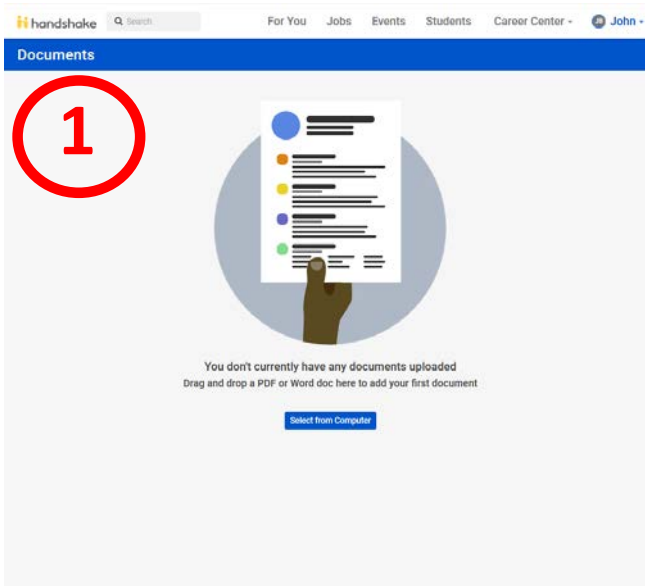 handshake Search For You Jobs Events Students Career Center John
Documents
1
You don't currently have any documents uploaded
Drag and drop a PDF or Word doc here to add your first document
Select from Computer